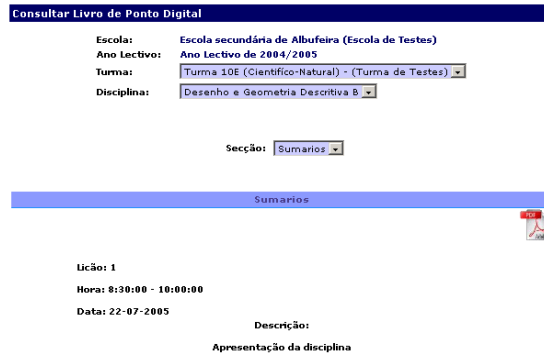 Consultar Livro de Ponto Digital
Escola: Escola secundária de Albufeira (Escola de Testes)
Ano Lectivo: Ano Lectivo de 2004/2005
Turma: Turma 10E (Cientifíco-Natural) - (Turma de Testes)
Disciplina: Desenho e Geometria Descritiva B
Secção: Sumarios
Sumarios
PDF
Licão: 1
Hora: 8:30:00 - 10:00:00
Data: 22-07-2005
Descrição:
Apresentação da disciplina